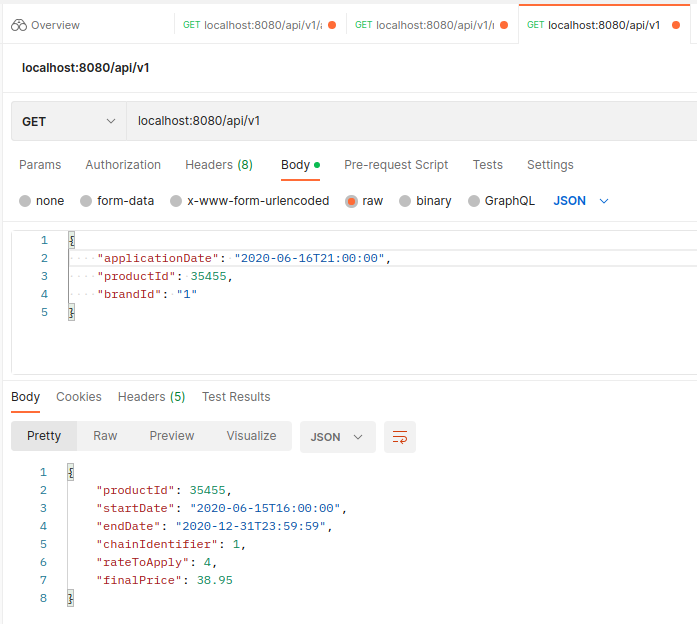 Overview
GET localhost:8080/api/v1/
GET localhost:8080/api/v1/
GET localhost:8080/api/v1
localhost:8080/api/v1
GET
localhost:8080/api/v1
Params Authorization Headers (8) Body Pre-request Script Tests Settings
none form-data x-www-form-urlencoded raw binary GraphQL JSON
1 {
2 "applicationDate": "2020-06-16T21:00:00",
3 "productId": 35455,
4 "brandId": "1"
5 }
Body Cookies Headers (5) Test Results
Pretty Raw Preview Visualize JSON
1 {
2 "productId": 35455,
3 "startDate": "2020-06-15T16:00:00",
4 "endDate": "2020-12-31T23:59:59",
5 "chainIdentifier": 1,
6 "rateToApply": 4,
7 "finalPrice": 38.95
8 }